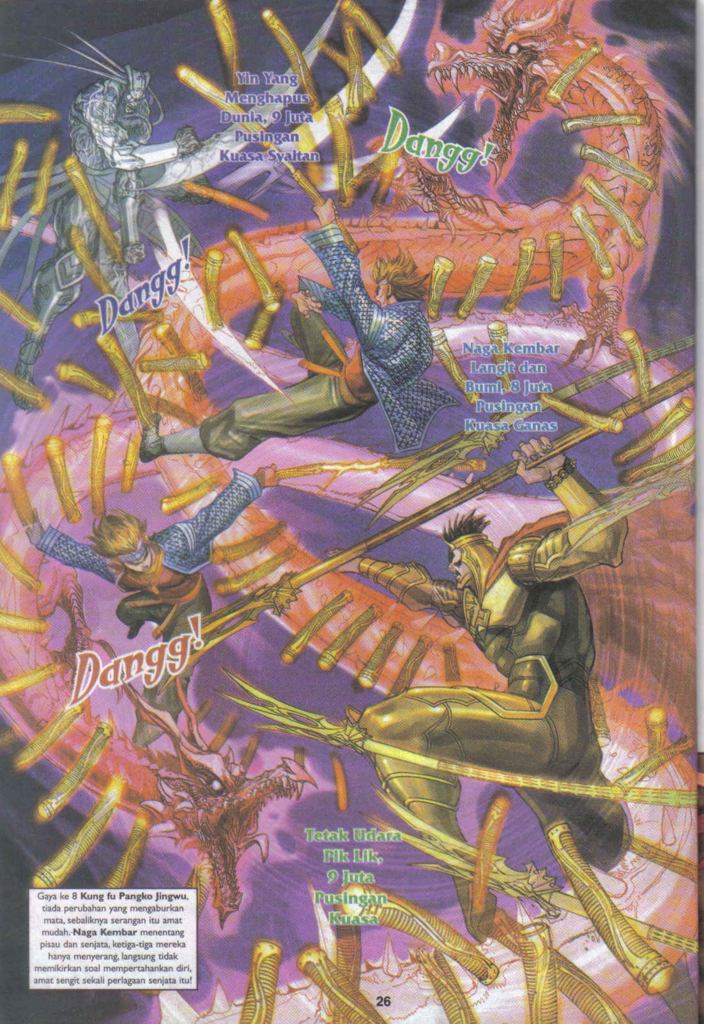 Yin Yang
Menghapus
Dunia, 9 Juta
Pusingan
Kuasa Syaitan
Dangg!
Dangg!
Naga Kembar
Langit dan
Bumi, 8 Juta
Pusingan
Kuasa Ganas
Dangg!
Tetak Udara
Pik Lik,
9 Juta
Pusingan
Kuasa
Gaya ke 8 Kung fu Pangko Jingwu,
tiada perubahan yang mengaburkan
mata, sebaliknya serangan itu amat
mudah. Naga Kembar menentang
pisau dan senjata, ketiga-tiga mereka
hanya menyerang, langsung tidak
memikirkan soal mempertahankan diri,
amat sengit sekali perlagaan senjata itu!
26